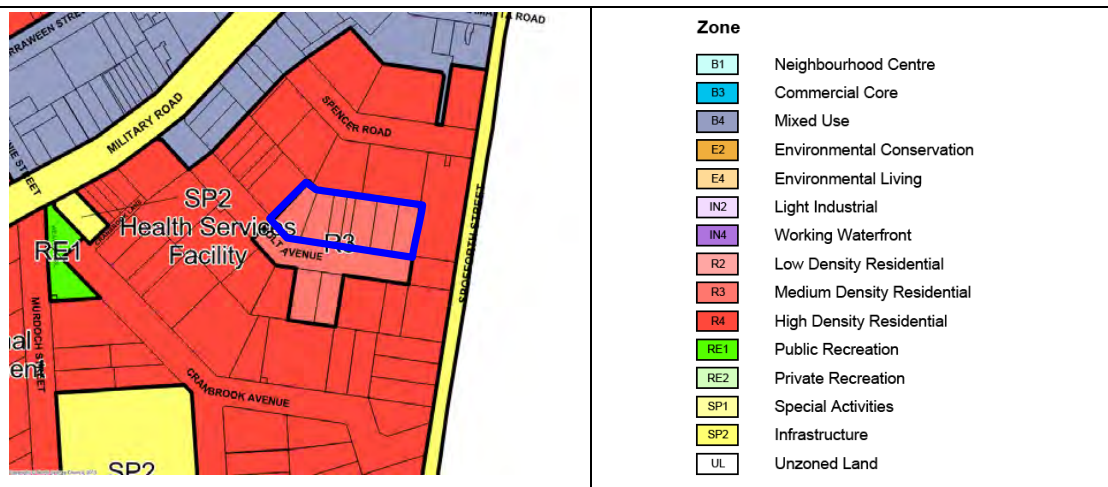 MILITARY ROAD
SPENCER ROAD
SPOFFORTH STREET
SP2
Health Services
Facility
RE1
R3
AVENUE
MURDOCH STREET
CRANBROOK AVENUE
SP2
Zone
B1 Neighbourhood Centre
B3 Commercial Core
B4 Mixed Use
E2 Environmental Conservation
E4 Environmental Living
IN2 Light Industrial
IN4 Working Waterfront
R2 Low Density Residential
R3 Medium Density Residential
R4 High Density Residential
RE1 Public Recreation
RE2 Private Recreation
SP1 Special Activities
SP2 Infrastructure
UL Unzoned Land